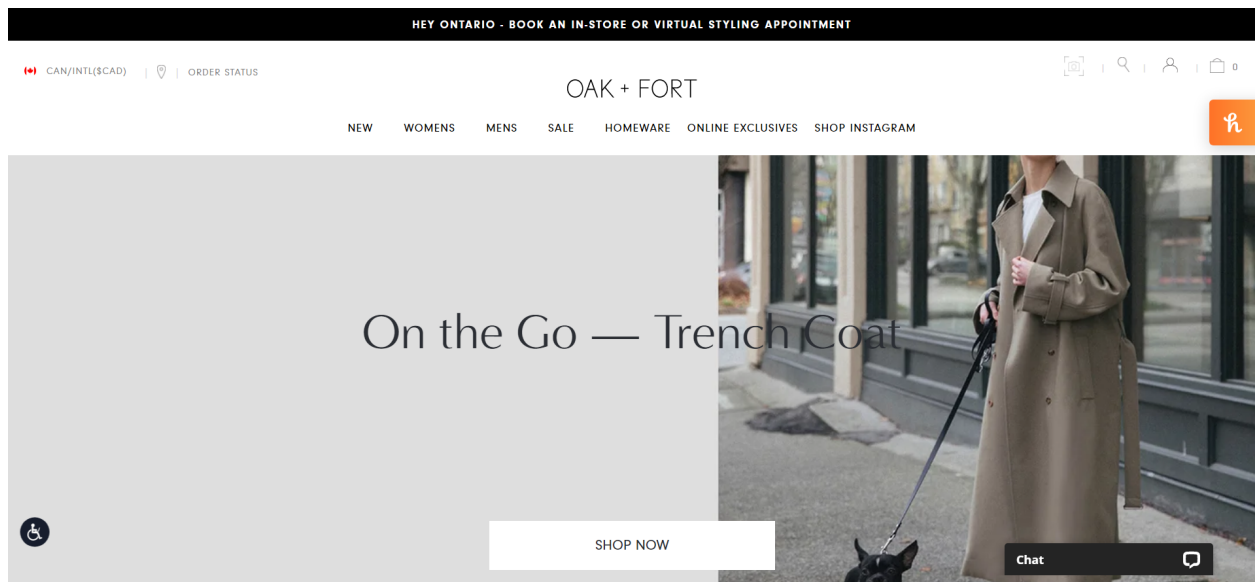 HEY ONTARIO - BOOK AN IN-STORE OR VIRTUAL STYLING APPOINTMENT
CAN/INTL($CAD) | | ORDER STATUS
| | | 0
OAK + FORT
NEW WOMENS MENS SALE HOMEWARE ONLINE EXCLUSIVES SHOP INSTAGRAM
h
On the Go — Trench Coat
SHOP NOW
Chat